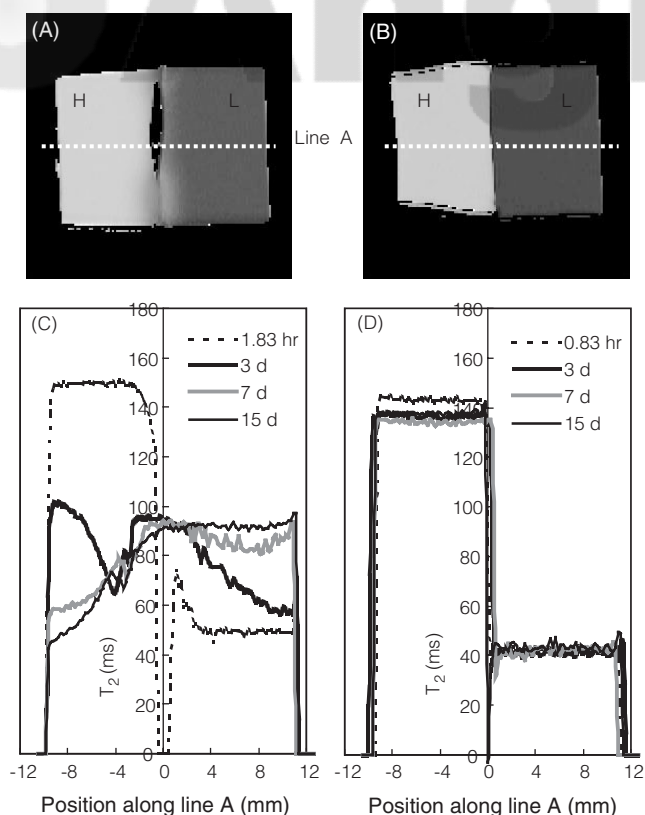 (A)
H
L
Line A
(B)
H
L
(C)
180
160
140
120
100
80
60
40
20
0
1.83 hr
3 d
7 d
15 d
T2 (ms)
-12
-8
-4
0
4
8
12
Position along line A (mm)
(D)
180
160
140
120
100
80
60
40
20
0
0.83 hr
3 d
7 d
15 d
T2 (ms)
-12
-8
-4
0
4
8
12
Position along line A (mm)